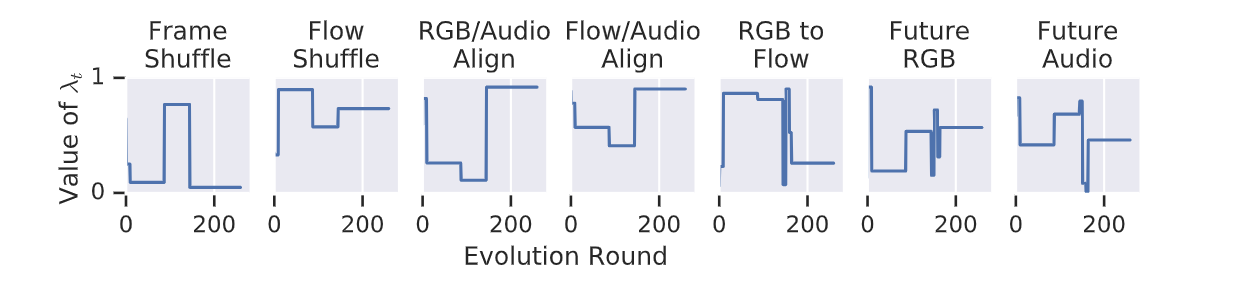 Frame Shuffle
Flow Shuffle
RGB/Audio Align
Flow/Audio Align
RGB to Flow
Future RGB
Future Audio
Value of λt
1
0
0 200
0 200
0 200
0 200
0 200
0 200
0 200
Evolution Round